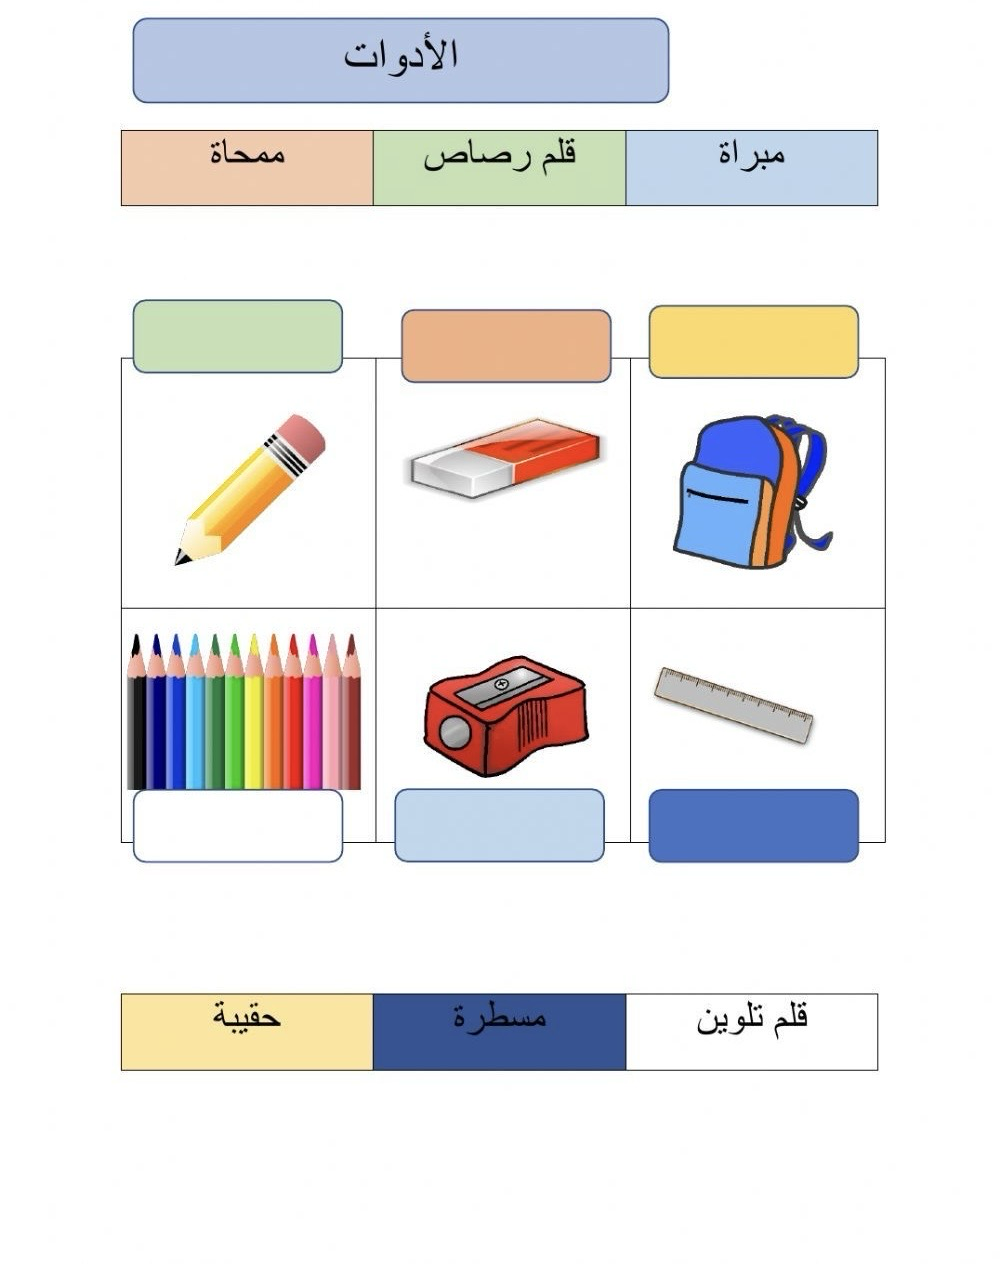 الأدوات
مبراة
قلم رصاص
ممحاة
قلم تلوين
مسطرة
حقيبة